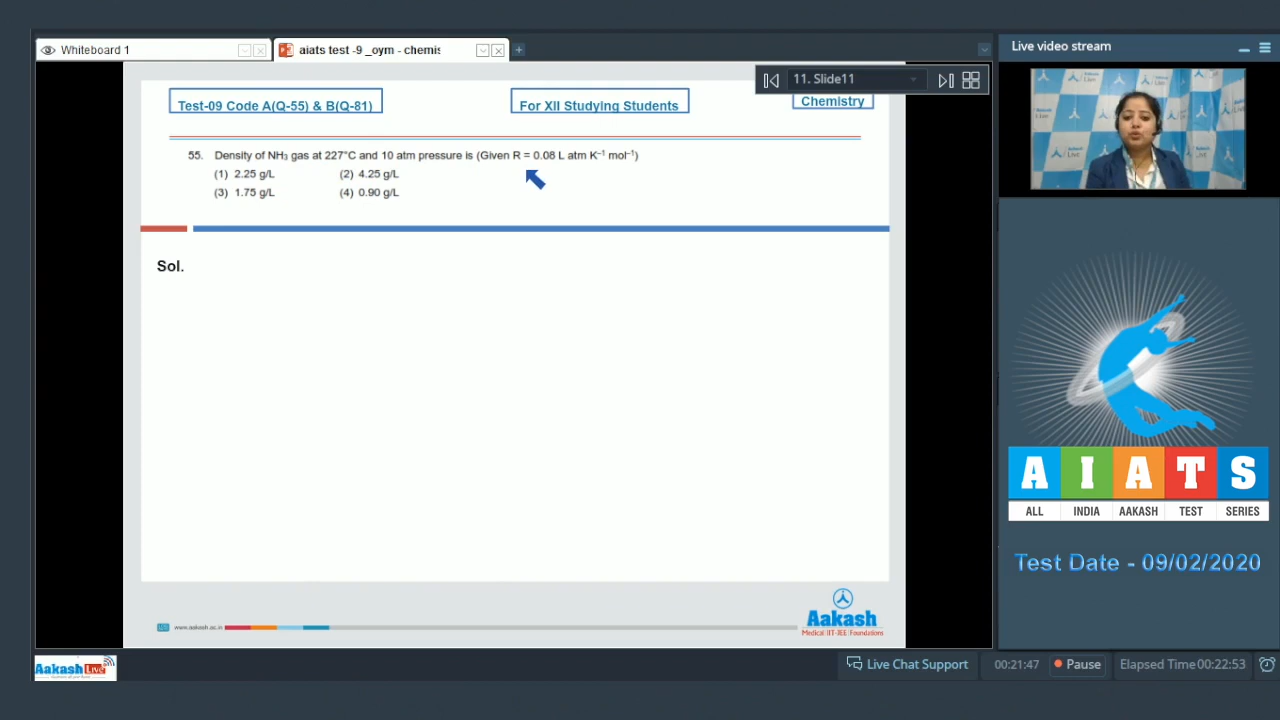 Whiteboard 1
aiats test -9 _oym - chemis
Live video stream
11. Slide11
Test-09 Code A(Q-55) & B(Q-81)
For XII Studying Students
Chemistry
55. Density of NH₃ gas at 227°C and 10 atm pressure is (Given R = 0.08 L atm K⁻¹ mol⁻¹)
(1) 2.25 g/L (2) 4.25 g/L
(3) 1.75 g/L (4) 0.90 g/L
Sol.
A I A T S
ALL INDIA AAKASH TEST SERIES
Test Date - 09/02/2020
www.aakash.ac.in
Aakash
Medical|IIT-JEE|Foundations
Aakash Live
Live Chat Support
00:21:47
Pause
Elapsed Time 00:22:53